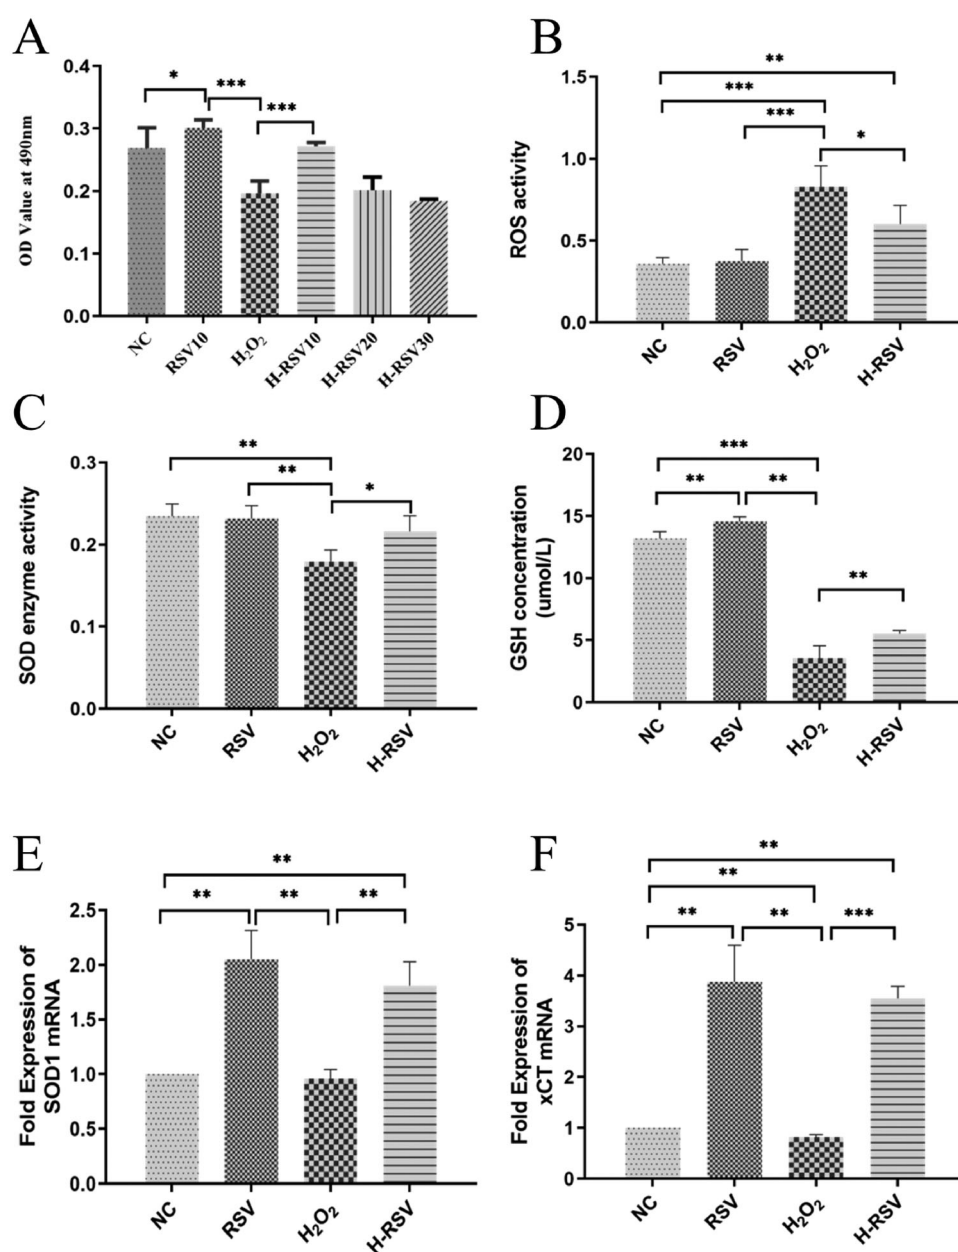 A
OD Value at 490nm
0.4
0.3
0.2
0.1
0.0
*
***
***
NC
RSV10
H₂O₂
H-RSV10
H-RSV20
H-RSV30
B
ROS activity
1.5
1.0
0.5
0.0
**
***
***
*
NC
RSV
H₂O₂
H-RSV
C
SOD enzyme activity
0.3
0.2
0.1
0.0
**
**
*
NC
RSV
H₂O₂
H-RSV
D
GSH concentration
(umol/L)
20
15
10
5
0
***
**
**
**
NC
RSV
H₂O₂
H-RSV
E
Fold Expression of
SOD1 mRNA
2.5
2.0
1.5
1.0
0.5
0.0
**
**
**
**
NC
RSV
H₂O₂
H-RSV
F
Fold Expression of
xCT mRNA
5
4
3
2
1
0
**
**
**
**
***
NC
RSV
H₂O₂
H-RSV